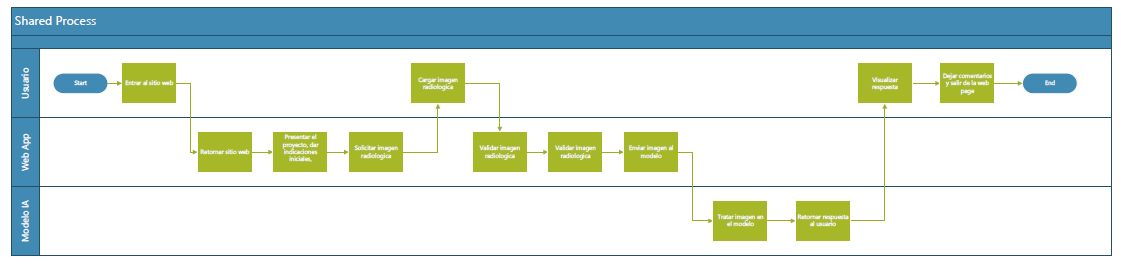 Shared Process
Usuario
Start
Entrar al sitio web
Cargar imagen
radiologica
Visualizar
respuesta
Dejar comentarios
y salir de la web
page
End
Web App
Retornar sitio web
Presentar el
proyecto, dar
indicaciones
iniciales,
Solicitar imagen
radiologica
Valider imagen
radiologica
Valider imagen
radiologica
Enviar imagen al
modelo
Modelo IA
Tratar imagen en
el modelo
Retornar respuesta
al usuario